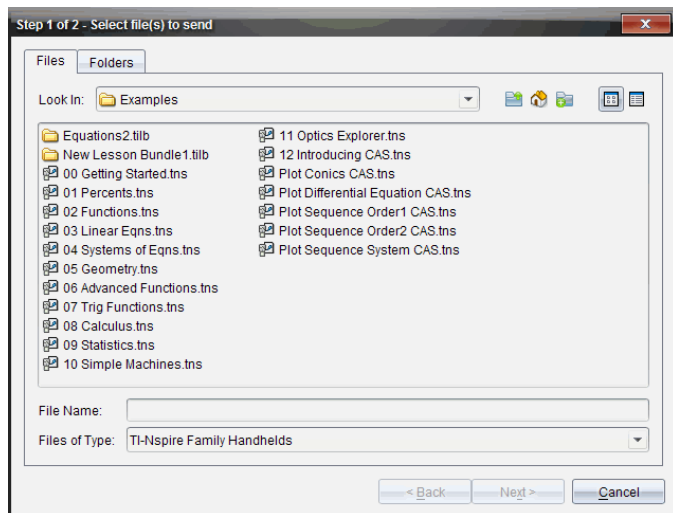 Step 1 of 2 - Select file(s) to send
Files Folders
Look In: Examples
Equations2.tilb
New Lesson Bundle1.tilb
00 Getting Started.tns
01 Percents.tns
02 Functions.tns
03 Linear Eqns.tns
04 Systems of Eqns.tns
05 Geometry.tns
06 Advanced Functions.tns
07 Trig Functions.tns
08 Calculus.tns
09 Statistics.tns
10 Simple Machines.tns
11 Optics Explorer.tns
12 Introducing CAS.tns
Plot Conics CAS.tns
Plot Differential Equation CAS.tns
Plot Sequence Order1 CAS.tns
Plot Sequence Order2 CAS.tns
Plot Sequence System CAS.tns
File Name:
Files of Type: TI-Nspire Family Handhelds
< Back Next > Cancel